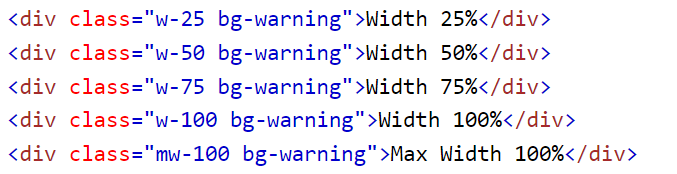 <div class="w-25 bg-warning">Width 25%</div>
<div class="w-50 bg-warning">Width 50%</div>
<div class="w-75 bg-warning">Width 75%</div>
<div class="w-100 bg-warning">Width 100%</div>
<div class="mw-100 bg-warning">Max Width 100%</div>